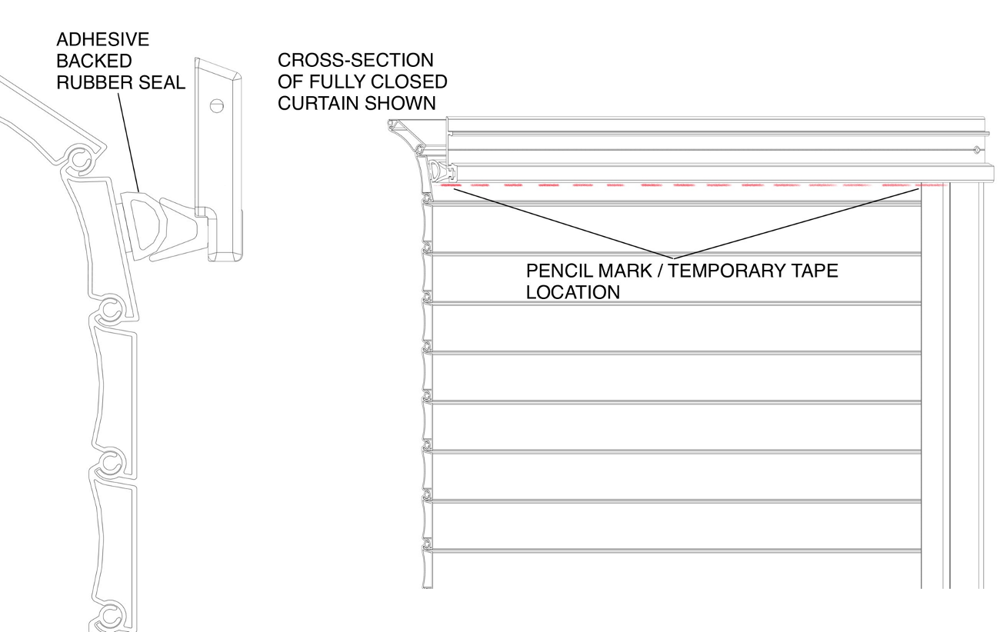 ADHESIVE
BACKED
RUBBER SEAL
CROSS-SECTION
OF FULLY CLOSED
CURTAIN SHOWN
PENCIL MARK / TEMPORARY TAPE
LOCATION